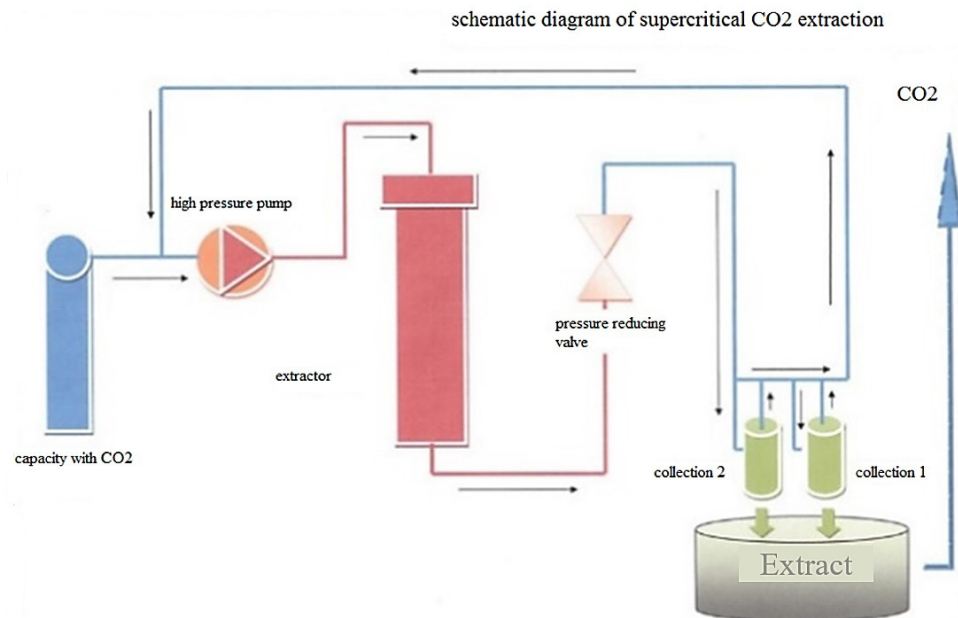 schematic diagram of supercritical CO2 extraction
CO2
high pressure pump
pressure reducing
valve
extractor
capacity with CO2
collection 2
collection 1
Extract